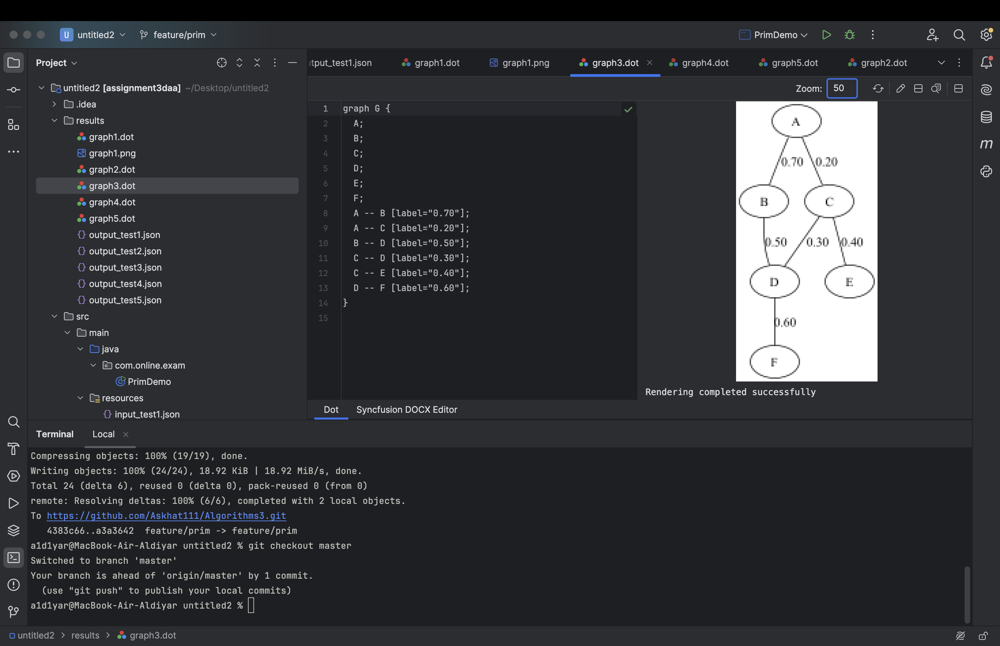 U untitled2 feature/prim PrimDemo
Project
untitled2 [assignment3daa] ~/Desktop/untitled2
.idea
results
graph1.dot
graph1.png
graph2.dot
graph3.dot
graph4.dot
graph5.dot
output_test1.json
output_test2.json
output_test3.json
output_test4.json
output_test5.json
src
main
java
com.online.exam
PrimDemo
resources
input_test1.json
tput_test1.json graph1.dot graph1.png graph3.dot graph4.dot graph5.dot graph2.dot
Zoom: 50
1 graph G {
2 A;
3 B;
4 C;
5 D;
6 E;
7 F;
8 A -- B [label="0.70"];
9 A -- C [label="0.20"];
10 B -- D [label="0.50"];
11 C -- D [label="0.30"];
12 C -- E [label="0.40"];
13 D -- F [label="0.60"];
14 }
15
A
0.70 0.20
B C
0.50 0.30 0.40
D E
0.60
F
Rendering completed successfully
Dot Syncfusion DOCX Editor
m
Terminal Local
Compressing objects: 100% (19/19), done.
Writing objects: 100% (24/24), 18.92 KiB | 18.92 MiB/s, done.
Total 24 (delta 6), reused 0 (delta 0), pack-reused 0 (from 0)
remote: Resolving deltas: 100% (6/6), completed with 2 local objects.
To https://github.com/Askhat111/Algorithms3.git
4383c66..a3a3642 feature/prim -> feature/prim
a1d1yar@MacBook-Air-Aldiyar untitled2 % git checkout master
Switched to branch 'master'
Your branch is ahead of 'origin/master' by 1 commit.
(use "git push" to publish your local commits)
a1d1yar@MacBook-Air-Aldiyar untitled2 %
untitled2 > results > graph3.dot